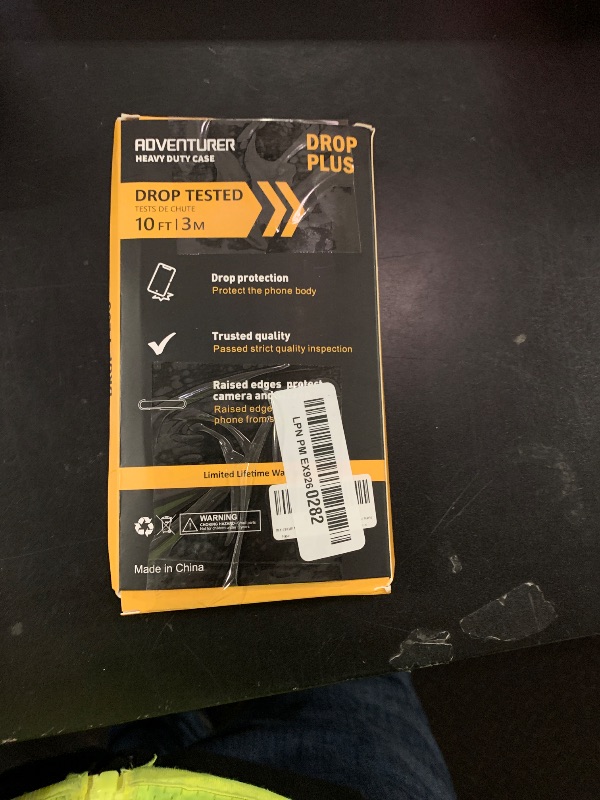 ADVENTURER
HEAVY DUTY CASE
DROP
PLUS
DROP TESTED
TESTS DE CHUTE
10 FT | 3 M
Drop protection
Protect the phone body
Trusted quality
Passed strict quality inspection
Raised edges protect
camera and
Raised edge
phone from
Limited Lifetime
WARNING
CHOKING HAZARD
Made in China
LPN PM EX9260282